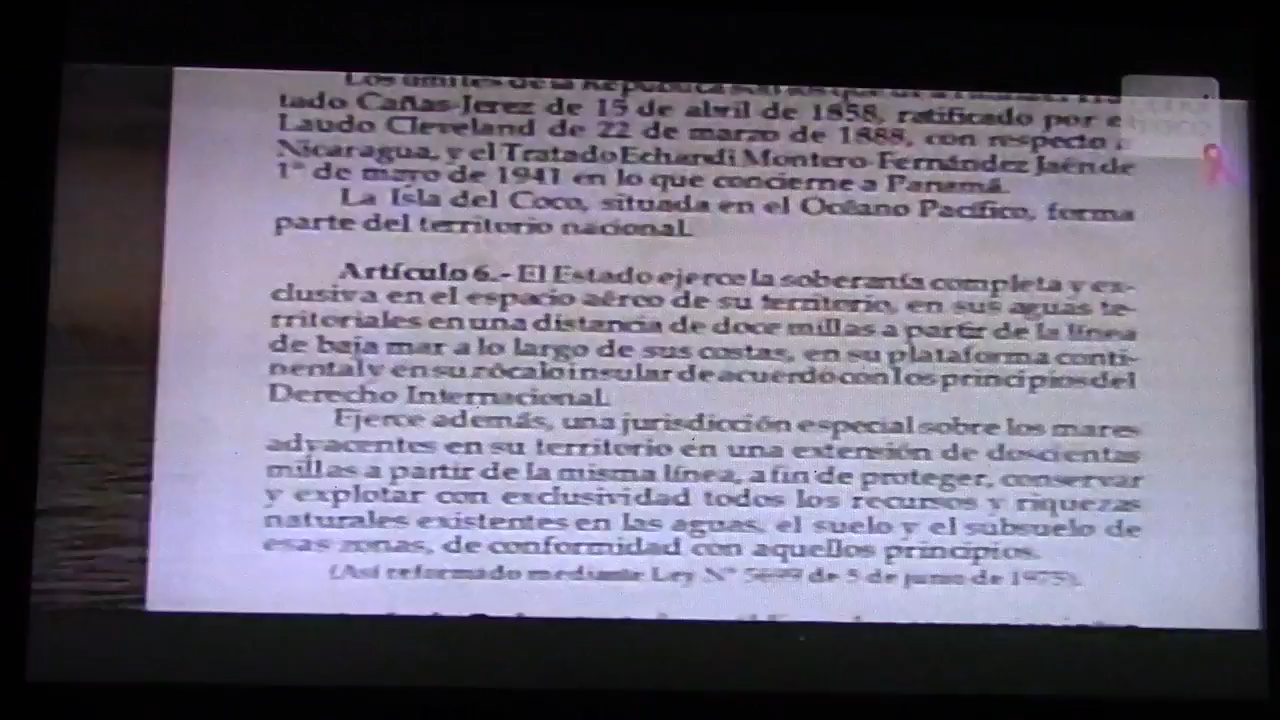 Los límites de la República son
tado Cañas-Jerez de 15 de abril de 1858, ratificado por e
Laudo Cleveland de 22 de marzo de 1888, con respecto a
Nicaragua, y el Tratado Echandi Montero-Fernández Jaén de
1° de mayo de 1941 en lo que concierne a Panamá.
La Isla del Coco, situada en el Océano Pacífico, forma
parte del territorio nacional.
Artículo 6.- El Estado ejerce la soberanía completa y ex-
clusiva en el espacio aéreo de su territorio, en sus aguas te-
rritoriales en una distancia de doce millas a partir de la línea
de baja mar a lo largo de sus costas, en su plataforma conti-
nental y en su zócalo insular de acuerdo con los principios del
Derecho Internacional.
Ejerce además, una jurisdicción especial sobre los mares
adyacentes en su territorio en una extensión de doscientas
millas a partir de la misma línea, a fin de proteger, conservar
y explotar con exclusividad todos los recursos y riquezas
naturales existentes en las aguas, el suelo y el subsuelo de
esas zonas, de conformidad con aquellos principios.
(Así reformado mediante Ley N° de 5 de junio de 1975).